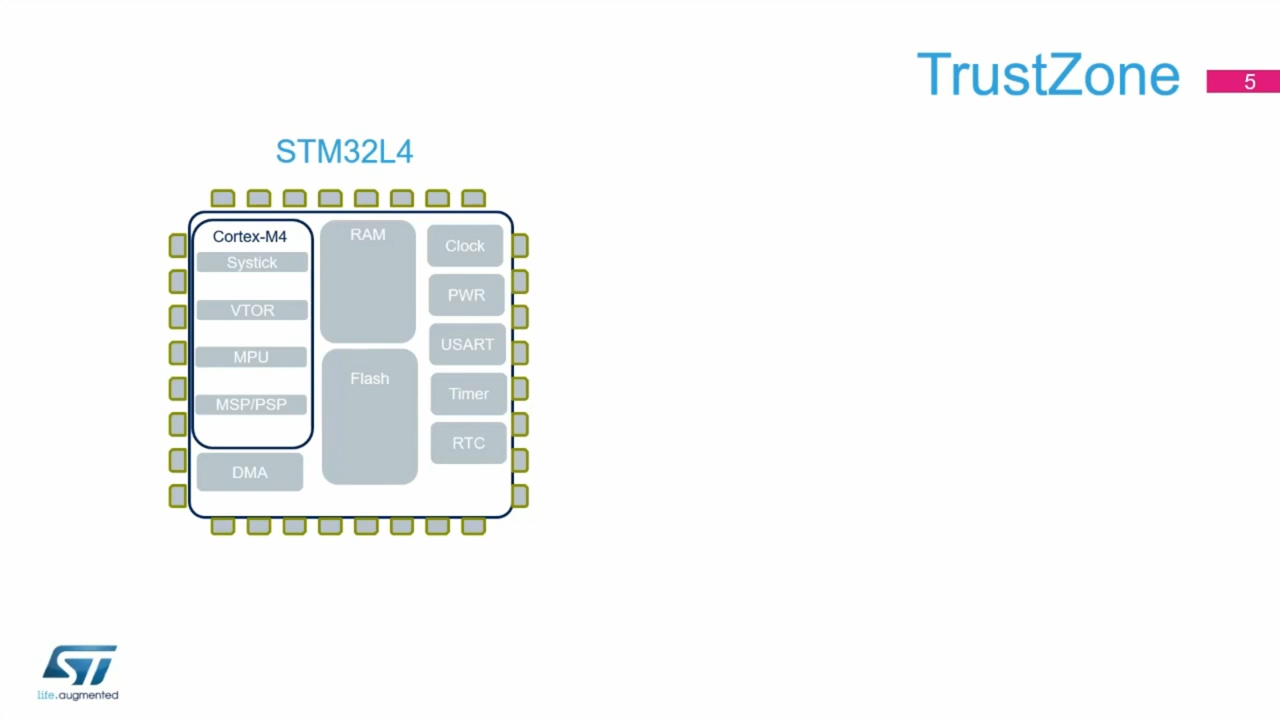 TrustZone
5
STM32L4
Cortex-M4
Systick
VTOR
MPU
MSP/PSP
DMA
RAM
Flash
Clock
PWR
USART
Timer
RTC
ST
life.augmented